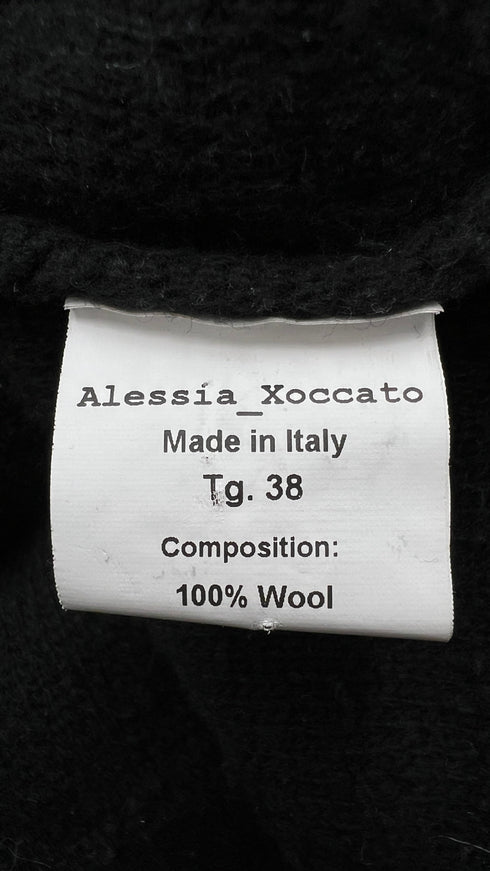 Alessia_Xoccato
Made in Italy
Tg. 38
Composition:
100% Wool